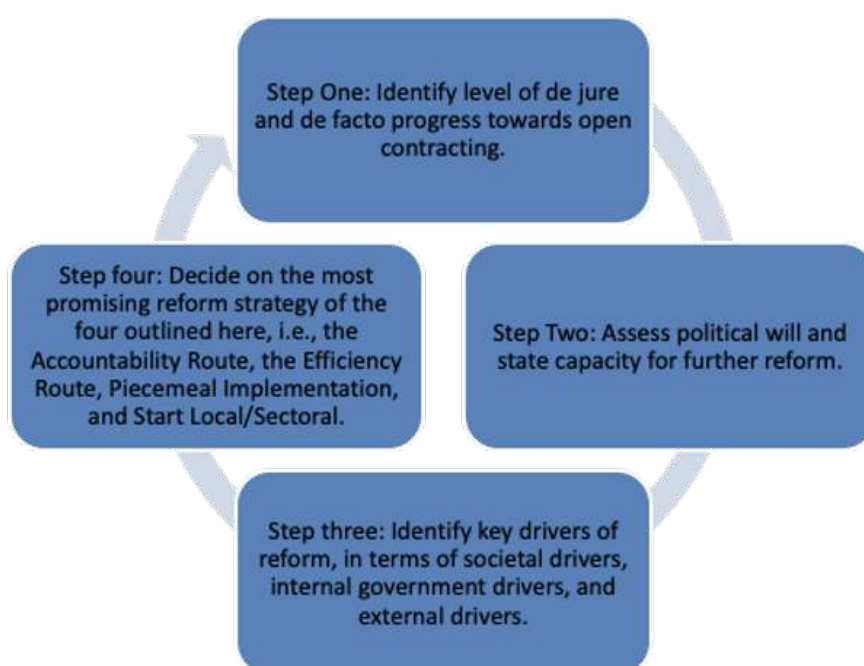 Step One: Identify level of de jure
and de facto progress towards open
contracting.
Step Two: Assess political will and
state capacity for further reform.
Step three: Identify key drivers of
reform, in terms of societal drivers,
internal government drivers, and
external drivers.
Step four: Decide on the most
promising reform strategy of the
four outlined here, i.e., the
Accountability Route, the Efficiency
Route, Piecemeal Implementation,
and Start Local/Sectoral.